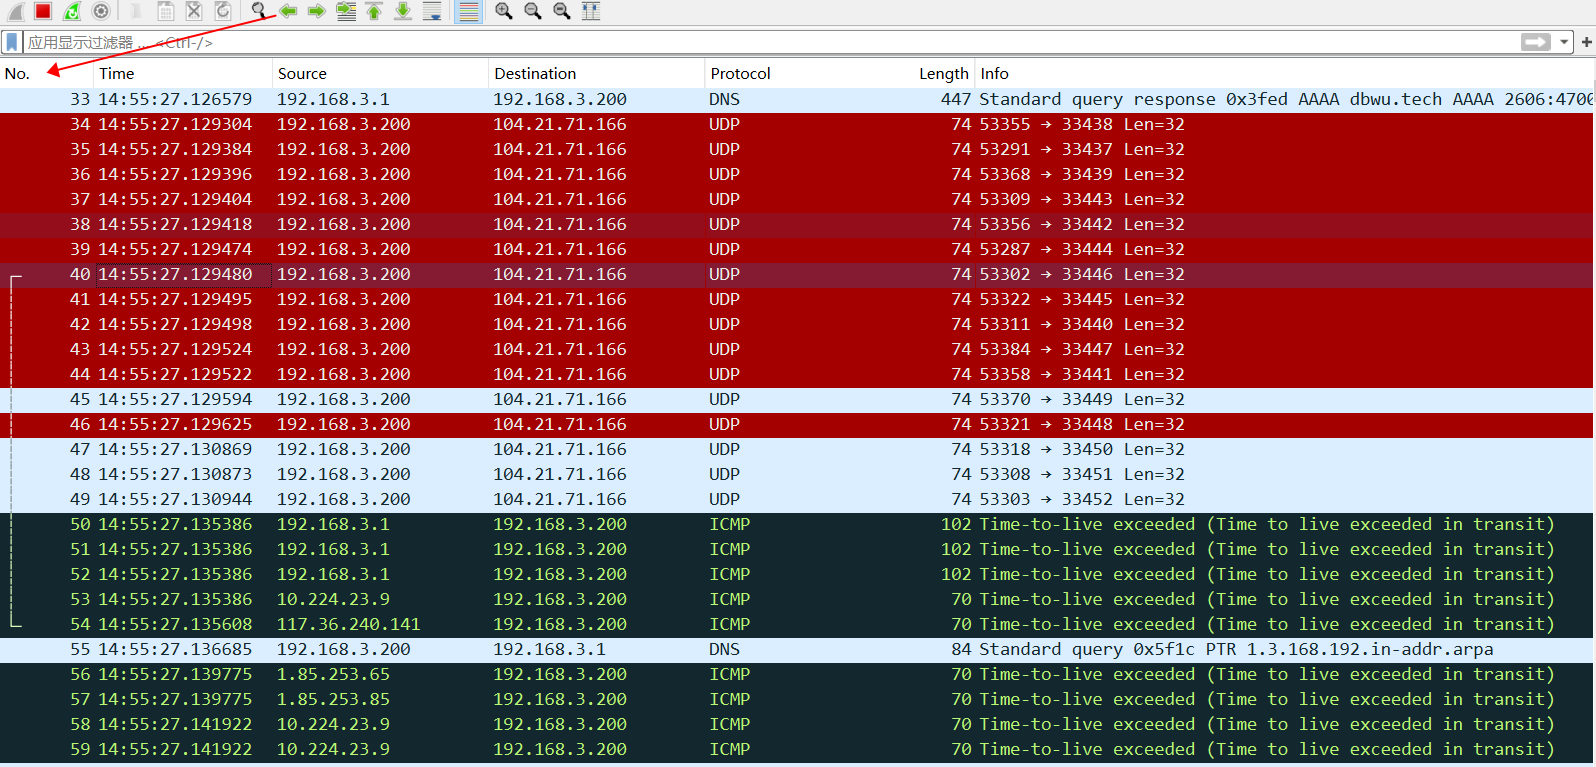 应用显示过滤器 … <Ctrl-/>
No. Time Source Destination Protocol Length Info
33 14:55:27.126579 192.168.3.1 192.168.3.200 DNS 447 Standard query response 0x3fed AAAA dbwu.tech AAAA 2606:4700
34 14:55:27.129304 192.168.3.200 104.21.71.166 UDP 74 53355 → 33438 Len=32
35 14:55:27.129384 192.168.3.200 104.21.71.166 UDP 74 53291 → 33437 Len=32
36 14:55:27.129396 192.168.3.200 104.21.71.166 UDP 74 53368 → 33439 Len=32
37 14:55:27.129404 192.168.3.200 104.21.71.166 UDP 74 53309 → 33443 Len=32
38 14:55:27.129418 192.168.3.200 104.21.71.166 UDP 74 53356 → 33442 Len=32
39 14:55:27.129474 192.168.3.200 104.21.71.166 UDP 74 53287 → 33444 Len=32
40 14:55:27.129480 192.168.3.200 104.21.71.166 UDP 74 53302 → 33446 Len=32
41 14:55:27.129495 192.168.3.200 104.21.71.166 UDP 74 53322 → 33445 Len=32
42 14:55:27.129498 192.168.3.200 104.21.71.166 UDP 74 53311 → 33440 Len=32
43 14:55:27.129524 192.168.3.200 104.21.71.166 UDP 74 53384 → 33447 Len=32
44 14:55:27.129522 192.168.3.200 104.21.71.166 UDP 74 53358 → 33441 Len=32
45 14:55:27.129594 192.168.3.200 104.21.71.166 UDP 74 53370 → 33449 Len=32
46 14:55:27.129625 192.168.3.200 104.21.71.166 UDP 74 53321 → 33448 Len=32
47 14:55:27.130869 192.168.3.200 104.21.71.166 UDP 74 53318 → 33450 Len=32
48 14:55:27.130873 192.168.3.200 104.21.71.166 UDP 74 53308 → 33451 Len=32
49 14:55:27.130944 192.168.3.200 104.21.71.166 UDP 74 53303 → 33452 Len=32
50 14:55:27.135386 192.168.3.1 192.168.3.200 ICMP 102 Time-to-live exceeded (Time to live exceeded in transit)
51 14:55:27.135386 192.168.3.1 192.168.3.200 ICMP 102 Time-to-live exceeded (Time to live exceeded in transit)
52 14:55:27.135386 192.168.3.1 192.168.3.200 ICMP 102 Time-to-live exceeded (Time to live exceeded in transit)
53 14:55:27.135386 10.224.23.9 192.168.3.200 ICMP 70 Time-to-live exceeded (Time to live exceeded in transit)
54 14:55:27.135608 117.36.240.141 192.168.3.200 ICMP 70 Time-to-live exceeded (Time to live exceeded in transit)
55 14:55:27.136685 192.168.3.200 192.168.3.1 DNS 84 Standard query 0x5f1c PTR 1.3.168.192.in-addr.arpa
56 14:55:27.139775 1.85.253.65 192.168.3.200 ICMP 70 Time-to-live exceeded (Time to live exceeded in transit)
57 14:55:27.139775 1.85.253.85 192.168.3.200 ICMP 70 Time-to-live exceeded (Time to live exceeded in transit)
58 14:55:27.141922 10.224.23.9 192.168.3.200 ICMP 70 Time-to-live exceeded (Time to live exceeded in transit)
59 14:55:27.141922 10.224.23.9 192.168.3.200 ICMP 70 Time-to-live exceeded (Time to live exceeded in transit)